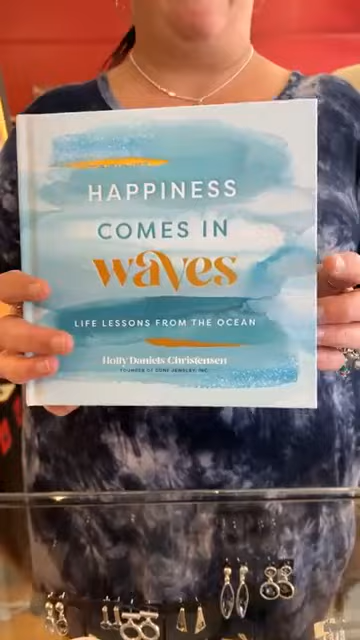 HAPPINESS
COMES IN
waves
LIFE LESSONS FROM THE OCEAN
Holly Daniels Christensen
FOUNDER OF DUNE JEWELRY, INC.